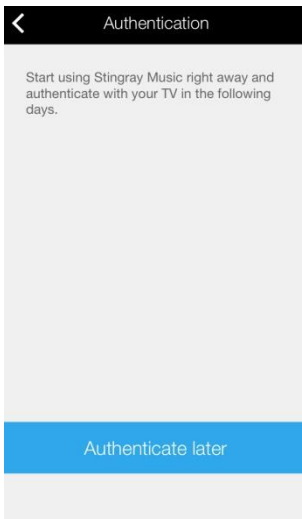 Authentication
Start using Stingray Music right away and
authenticate with your TV in the following
days.
Authenticate later